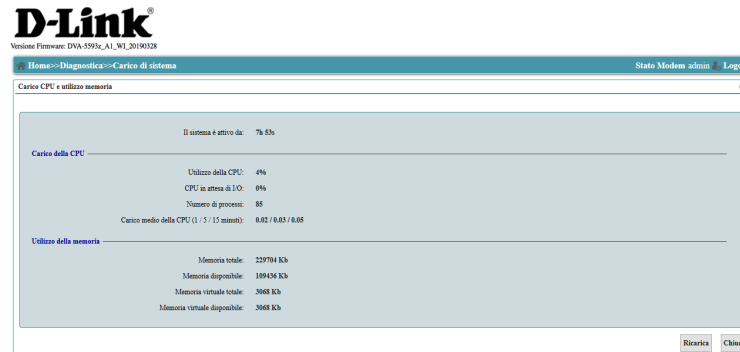 D-Link®
Versione Firmware: DVA-5593z_A1_WI_20190328
Home>>Diagnostica>>Carico di sistema
Stato Modem admin Logo
Carico CPU e utilizzo memoria
Il sistema è attivo da: 7h 53s
Carico della CPU
Utilizzo della CPU: 4%
CPU in attesa di I/O: 0%
Numero di processi: 85
Carico medio della CPU (1 / 5 / 15 minuti): 0.02 / 0.03 / 0.05
Utilizzo della memoria
Memoria totale: 229704 Kb
Memoria disponibile: 109436 Kb
Memoria virtuale totale: 3068 Kb
Memoria virtuale disponibile: 3068 Kb
Ricarica Chiu